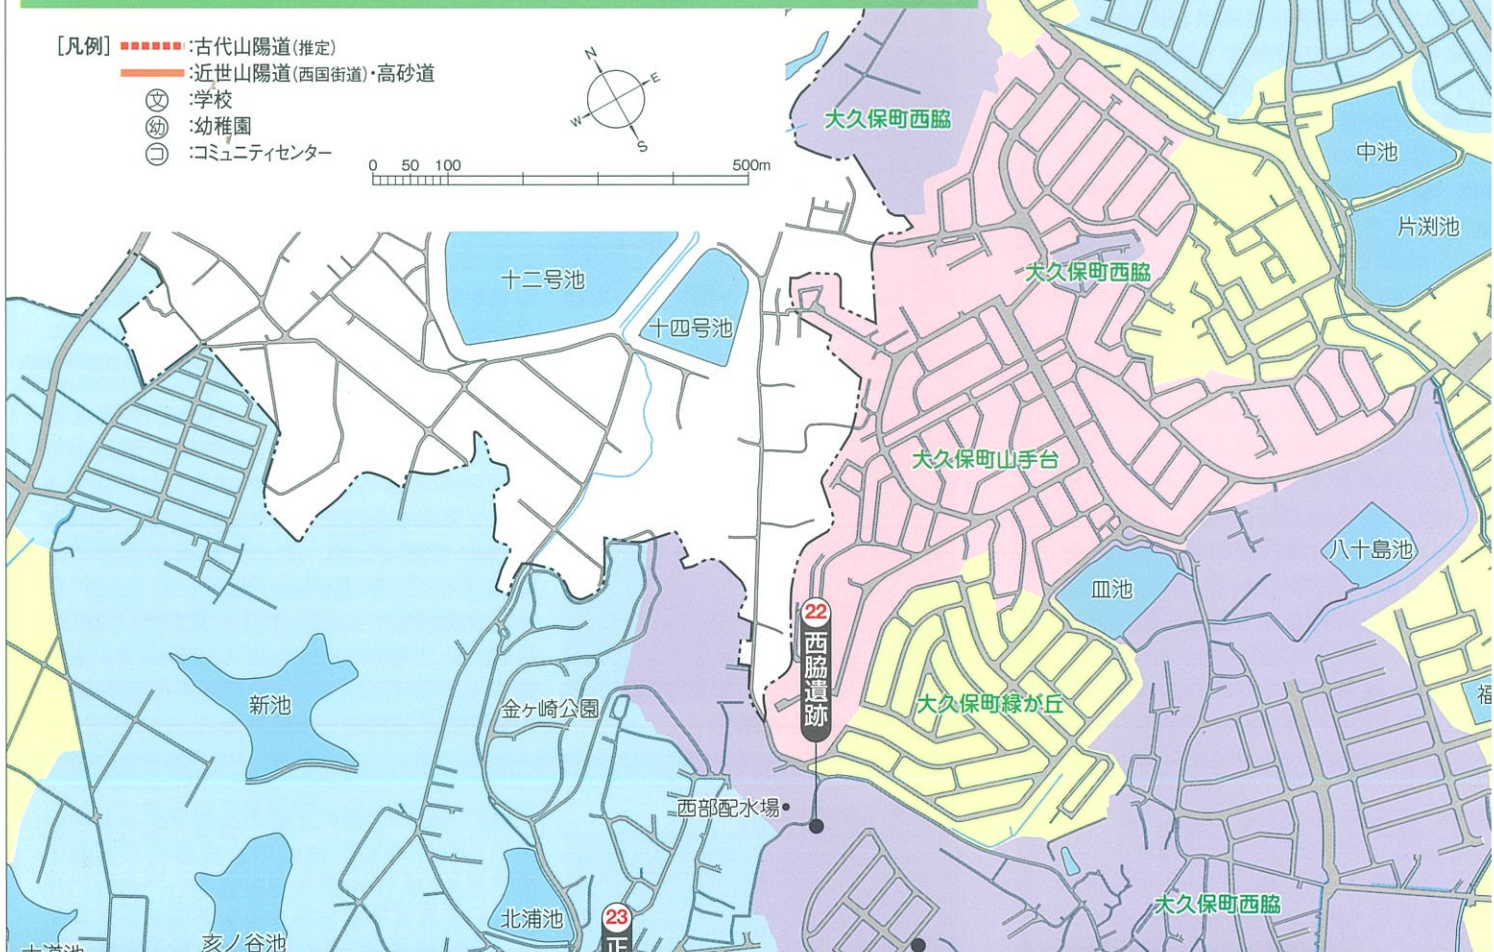 [凡例] :古代山陽道(推定)
:近世山陽道(西国街道)・高砂道
文 :学校
幼 :幼稚園
コ :コミュニティセンター
N
E
W
S
0 50 100 500m
大久保町西脇
中池
片渕池
大久保町西脇
十二号池
十四号池
大久保町山手台
八十島池
皿池
22
西脇遺跡
新池
金ヶ崎公園
大久保町緑が丘
福
西部配水場
大久保町西脇
北浦池
23
正
亥ノ谷池